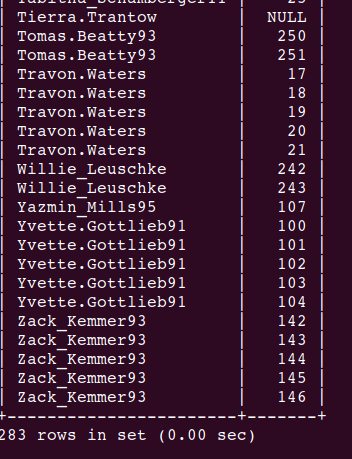 | Tierra.Trantow | NULL |
| Tomas.Beatty93 | 250 |
| Tomas.Beatty93 | 251 |
| Travon.Waters | 17 |
| Travon.Waters | 18 |
| Travon.Waters | 19 |
| Travon.Waters | 20 |
| Travon.Waters | 21 |
| Willie_Leuschke | 242 |
| Willie_Leuschke | 243 |
| Yazmin_Mills95 | 107 |
| Yvette.Gottlieb91 | 100 |
| Yvette.Gottlieb91 | 101 |
| Yvette.Gottlieb91 | 102 |
| Yvette.Gottlieb91 | 103 |
| Yvette.Gottlieb91 | 104 |
| Zack_Kemmer93 | 142 |
| Zack_Kemmer93 | 143 |
| Zack_Kemmer93 | 144 |
| Zack_Kemmer93 | 145 |
| Zack_Kemmer93 | 146 |
+-----------------------+-------+
283 rows in set (0.00 sec)